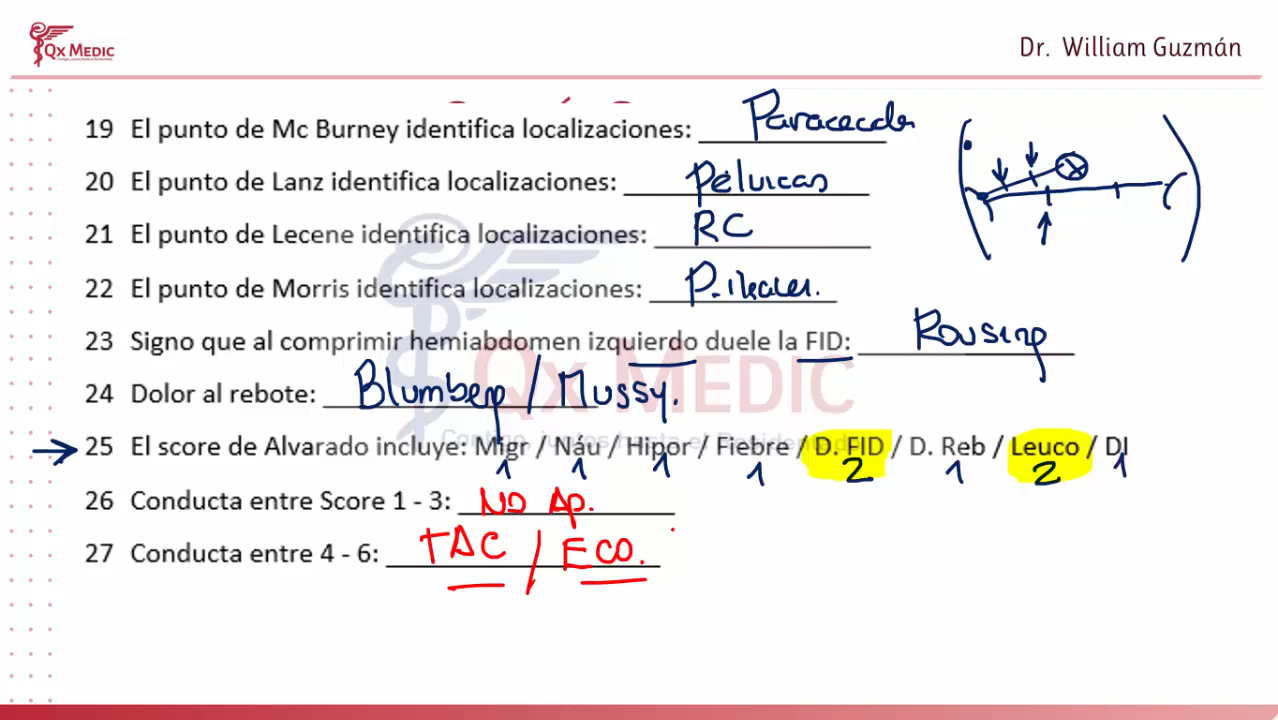 QX MEDIC
Dr. William Guzmán
19 El punto de Mc Burney identifica localizaciones: Paracecales
20 El punto de Lanz identifica localizaciones: Pélvicas
21 El punto de Lecene identifica localizaciones: RC
22 El punto de Morris identifica localizaciones: P-ileales.
23 Signo que al comprimir hemiabdomen izquierdo duele la FID: Rousing
24 Dolor al rebote: Blumberg / Mussy.
25 El score de Alvarado incluye: Migr / Náu / Hipor / Fiebre / D. FID / D. Reb / Leuco / DI
1 1 1 1 2 1 2 1
26 Conducta entre Score 1 - 3: NO Ap.
27 Conducta entre 4 - 6: TAC / ECO.
QX MEDIC